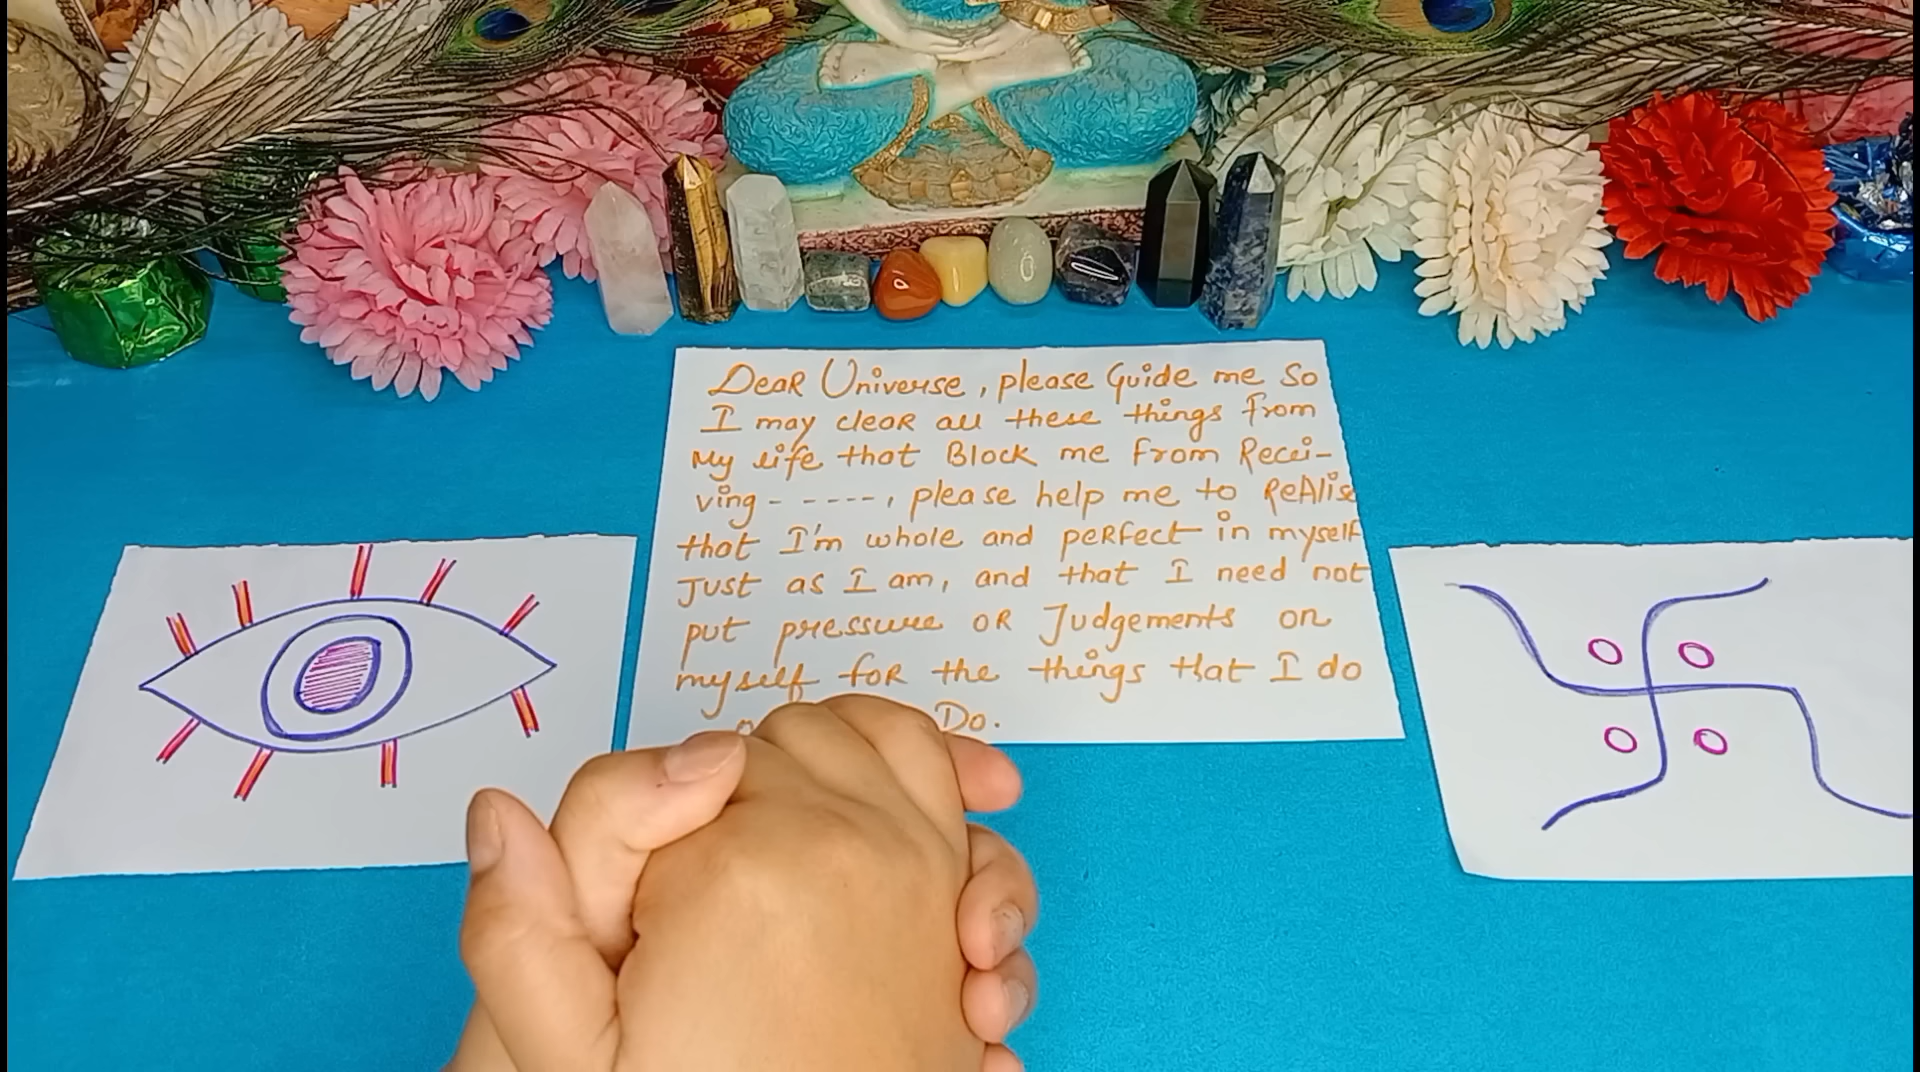 Dear Universe, please Guide me so
I may clear all these things from
My life that Block me from Recei-
ving - - - - - , please help me to ReAlise
that I'm whole and perfect in myself
Just as I am, and that I need not
put pressure OR Judgements on
myself for the things that I do
Do.